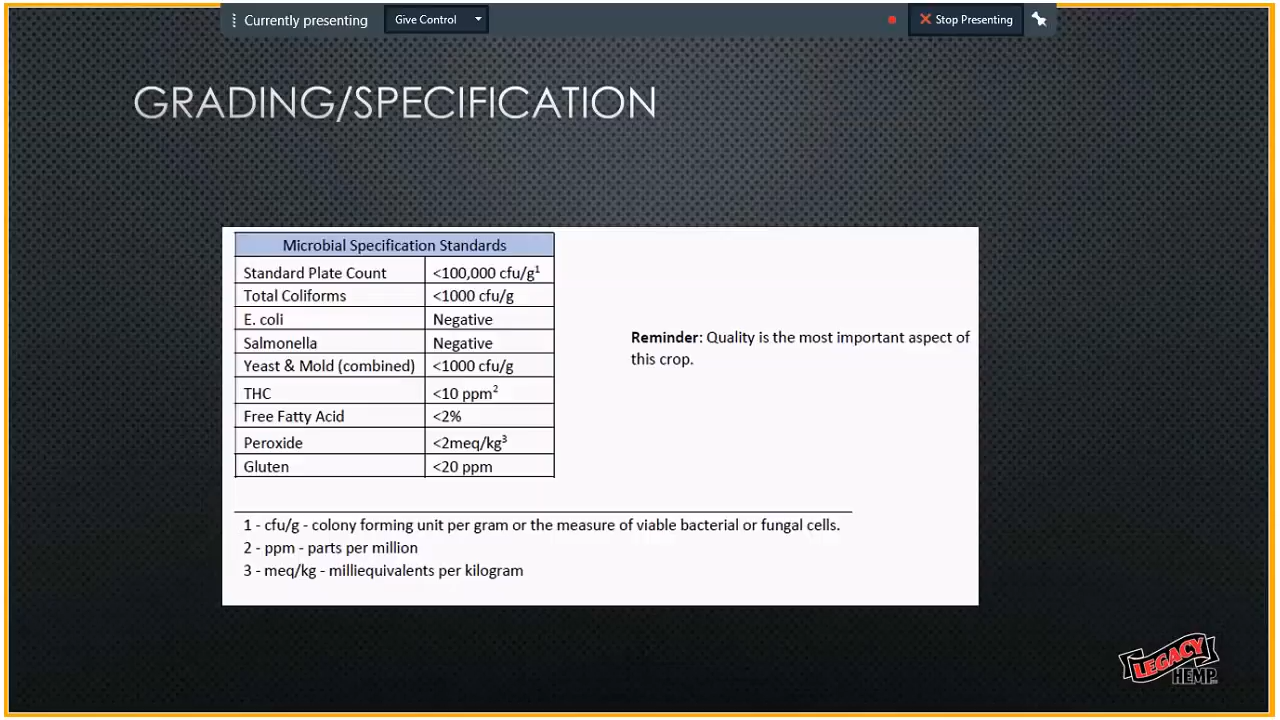 Currently presenting
Give Control
Stop Presenting
GRADING/SPECIFICATION
Microbial Specification Standards
Standard Plate Count <100,000 cfu/g¹
Total Coliforms <1000 cfu/g
E. coli Negative
Salmonella Negative
Yeast & Mold (combined) <1000 cfu/g
THC <10 ppm²
Free Fatty Acid <2%
Peroxide <2meq/kg³
Gluten <20 ppm
Reminder: Quality is the most important aspect of
this crop.
1 - cfu/g - colony forming unit per gram or the measure of viable bacterial or fungal cells.
2 - ppm - parts per million
3 - meq/kg - milliequivalents per kilogram
LEGACY
HEMP